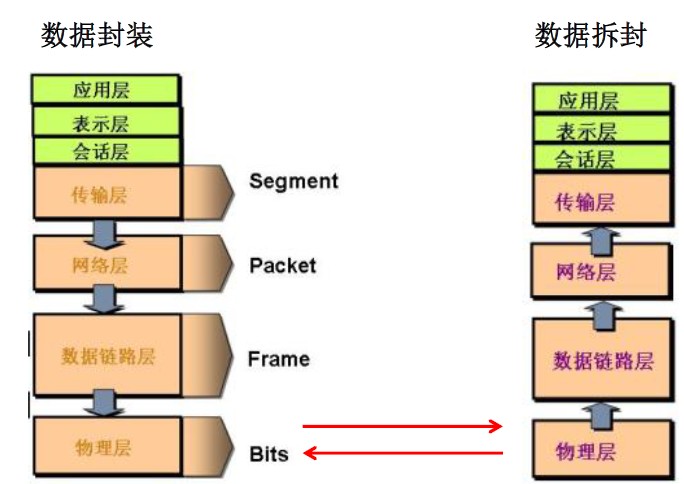 数据封装
应用层
表示层
会话层
传输层
Segment
网络层
Packet
数据链路层
Frame
物理层
Bits
数据拆封
应用层
表示层
会话层
传输层
网络层
数据链路层
物理层